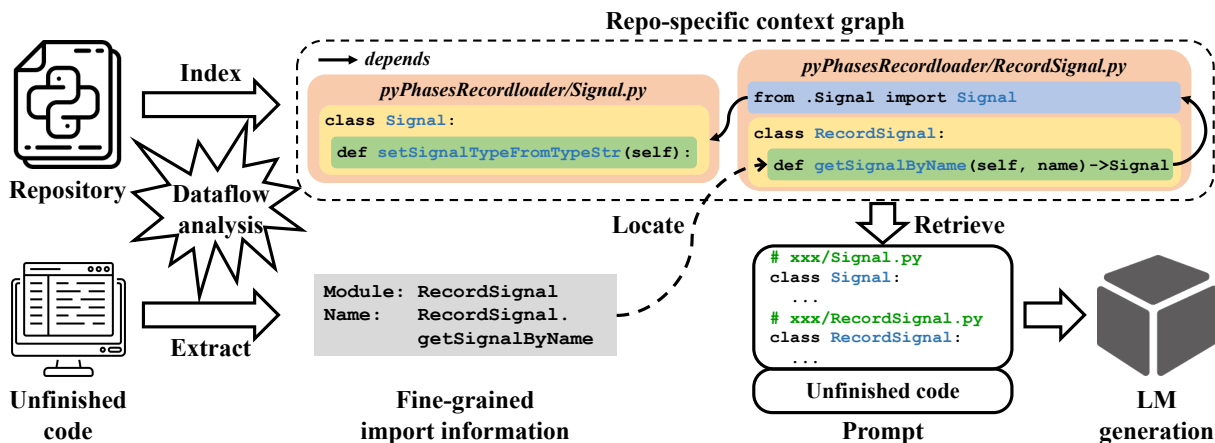 Repo-specific context graph
Index
depends
pyPhasesRecordloader/Signal.py
class Signal:
def setSignalTypeFromTypeStr(self):
pyPhasesRecordloader/RecordSignal.py
from .Signal import Signal
class RecordSignal:
def getSignalByName(self, name)->Signal
Repository
Dataflow
analysis
Locate
Retrieve
Extract
Module: RecordSignal
Name: RecordSignal.
getSignalByName
# xxx/Signal.py
class Signal:
...
# xxx/RecordSignal.py
class RecordSignal:
...
Unfinished code
Unfinished
code
Fine-grained
import information
Prompt
LM
generation